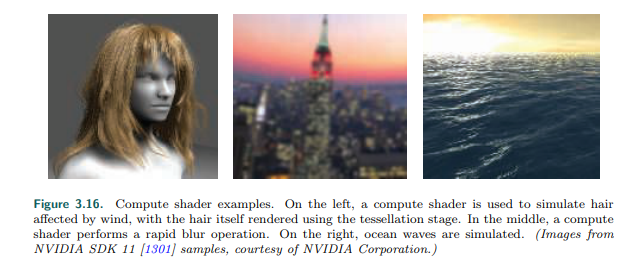 Figure 3.16. Compute shader examples. On the left, a compute shader is used to simulate hair
affected by wind, with the hair itself rendered using the tessellation stage. In the middle, a compute
shader performs a rapid blur operation. On the right, ocean waves are simulated. (Images from
NVIDIA SDK 11 [1301] samples, courtesy of NVIDIA Corporation.)